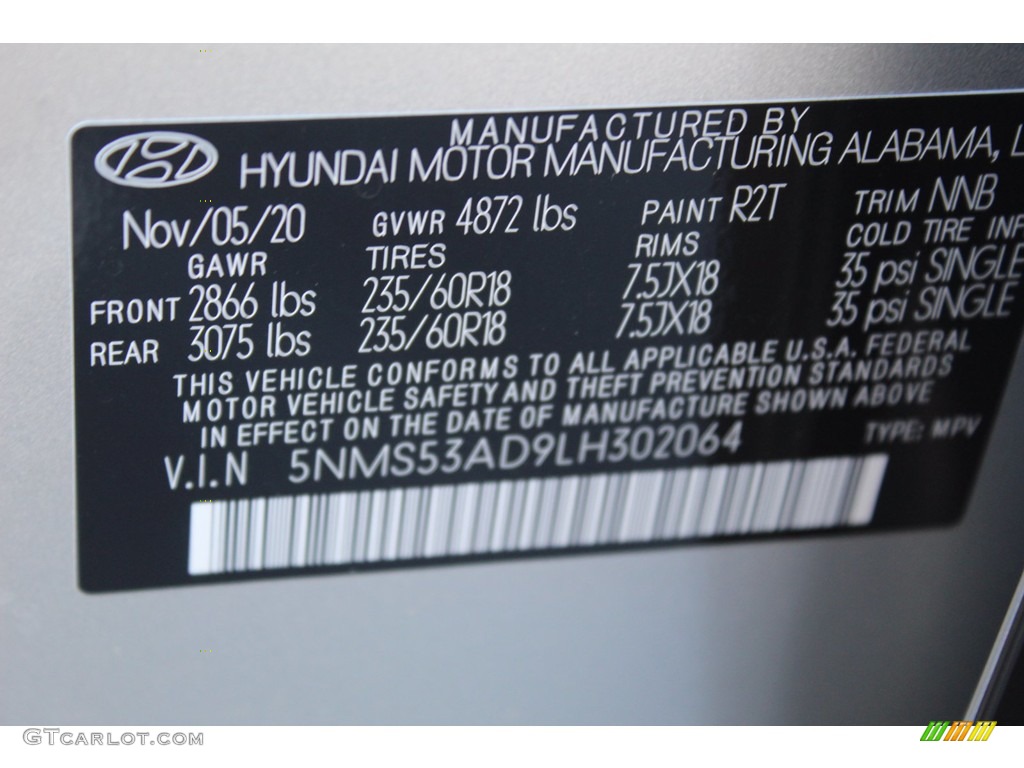 MANUFACTURED BY
HYUNDAI MOTOR MANUFACTURING ALABAMA, L
Nov/05/20 GVWR 4872 lbs PAINT R2T TRIM NNB
GAWR TIRES RIMS COLD TIRE INF
FRONT 2866 lbs 235/60R18 7.5JX18 35 psi SINGLE
REAR 3075 lbs 235/60R18 7.5JX18 35 psi SINGLE
THIS VEHICLE CONFORMS TO ALL APPLICABLE U.S.A. FEDERAL
MOTOR VEHICLE SAFETY AND THEFT PREVENTION STANDARDS
IN EFFECT ON THE DATE OF MANUFACTURE SHOWN ABOVE
V.I.N 5NMS53AD9LH302064 TYPE: MPV
GTCARLOT.COM